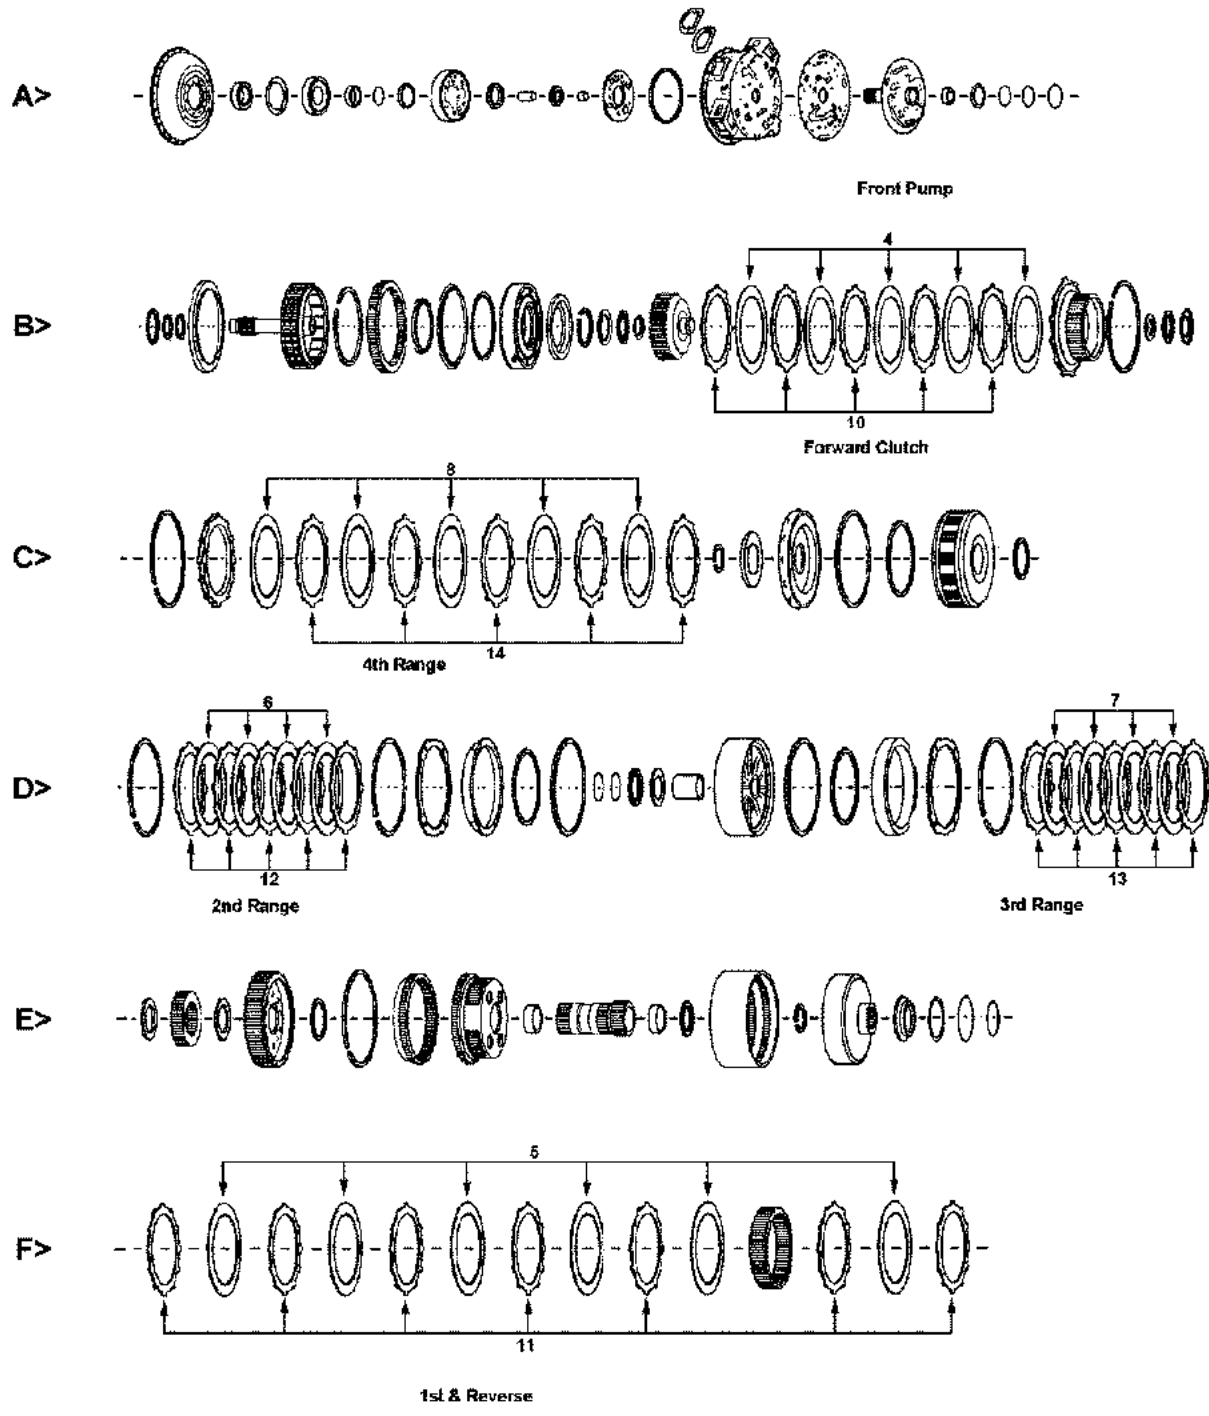 A>
Front Pump
4
B>
10
Forward Clutch
8
C>
14
4th Range
6
7
D>
12
13
2nd Range
3rd Range
E>
5
F>
11
1st & Reverse